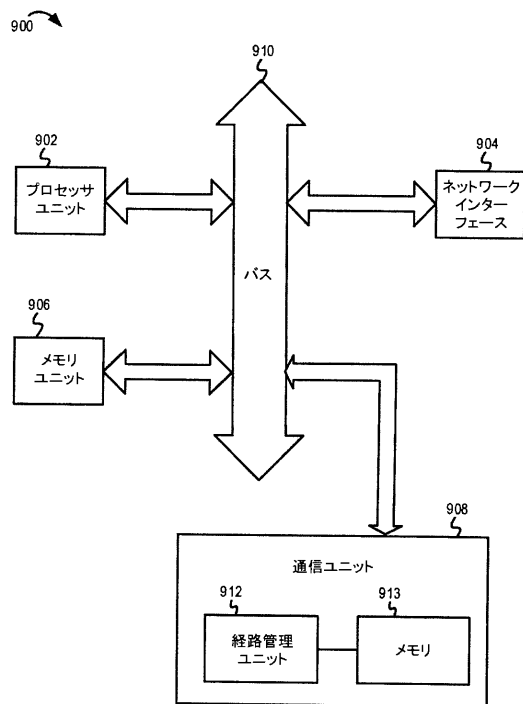 900
910
902
プロセッサ
ユニット
904
ネットワーク
インター
フェース
バス
906
メモリ
ユニット
908
通信ユニット
912
経路管理
ユニット
913
メモリ